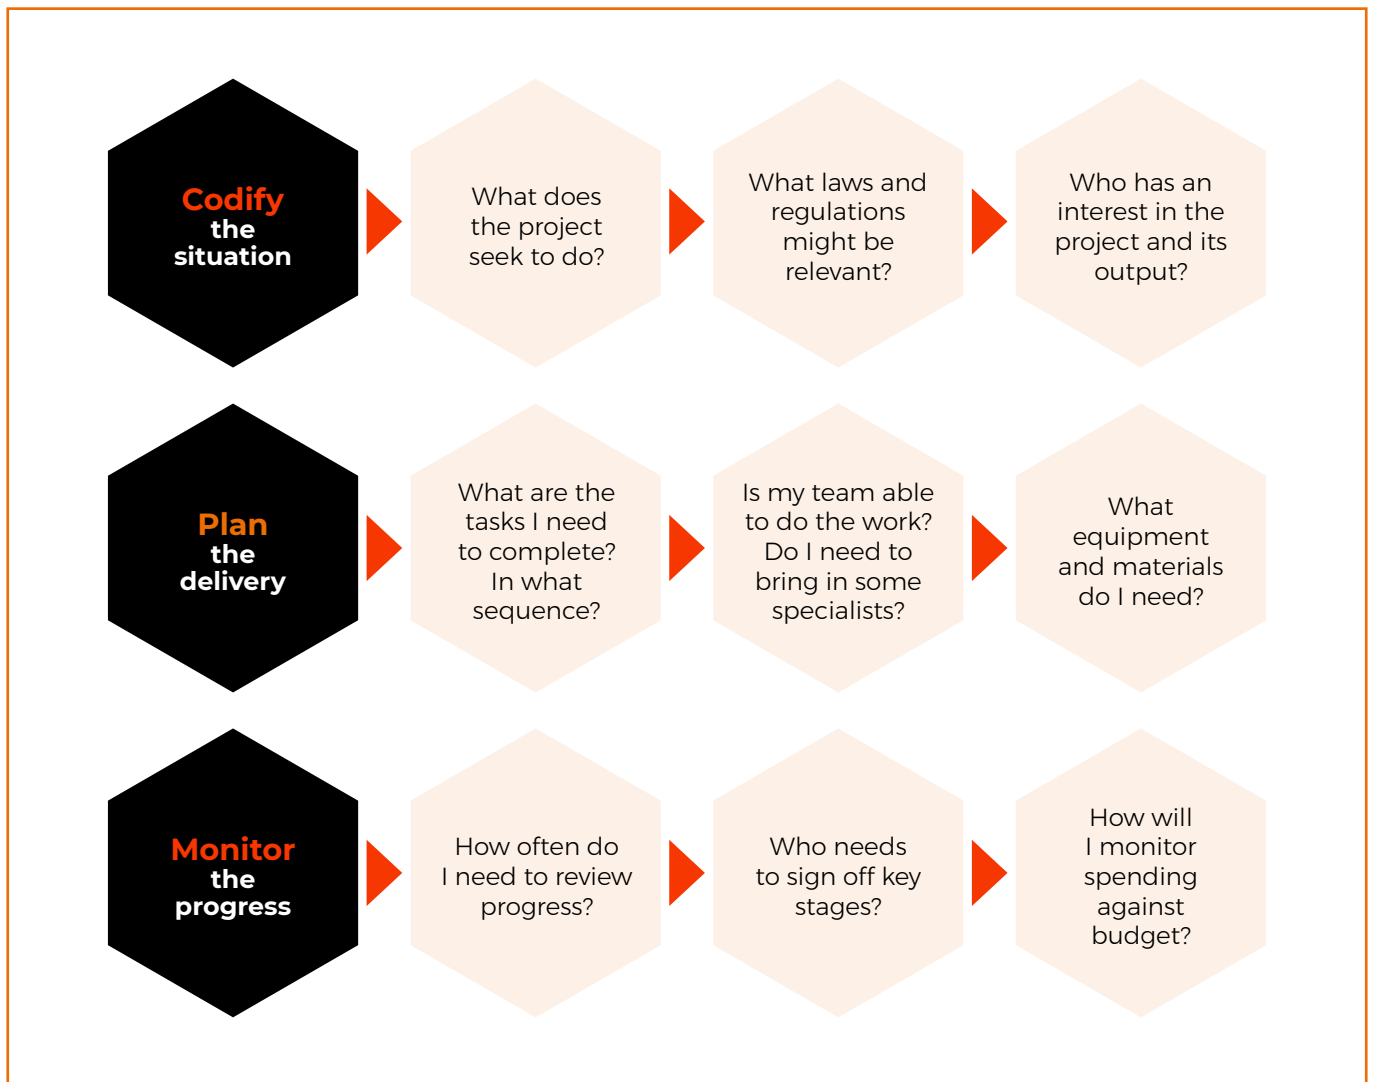 Codify
the
situation
What does
the project
seek to do?
What laws and
regulations
might be
relevant?
Who has an
interest in the
project and its
output?
Plan
the
delivery
What are the
tasks I need
to complete?
In what
sequence?
Is my team able
to do the work?
Do I need to
bring in some
specialists?
What
equipment
and materials
do I need?
Monitor
the
progress
How often do
I need to review
progress?
Who needs
to sign off key
stages?
How will
I monitor
spending
against
budget?